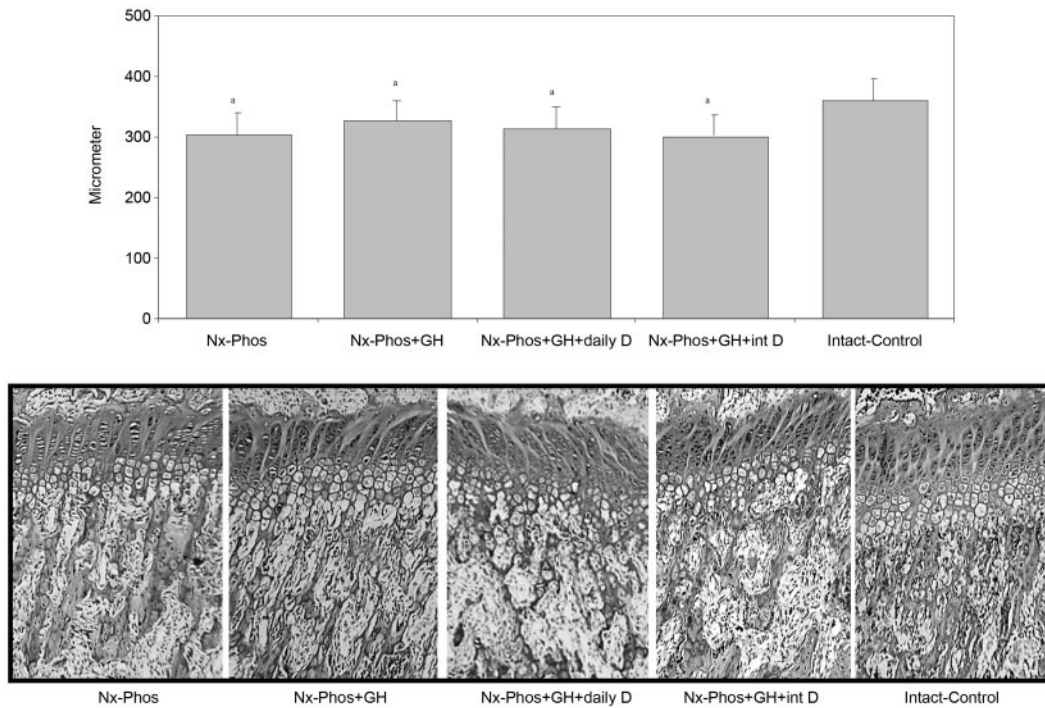 500
400
300
200
100
0
Micrometer
a
a
a
a
Nx-Phos
Nx-Phos+GH
Nx-Phos+GH+daily D
Nx-Phos+GH+int D
Intact-Control
Nx-Phos
Nx-Phos+GH
Nx-Phos+GH+daily D
Nx-Phos+GH+int D
Intact-Control